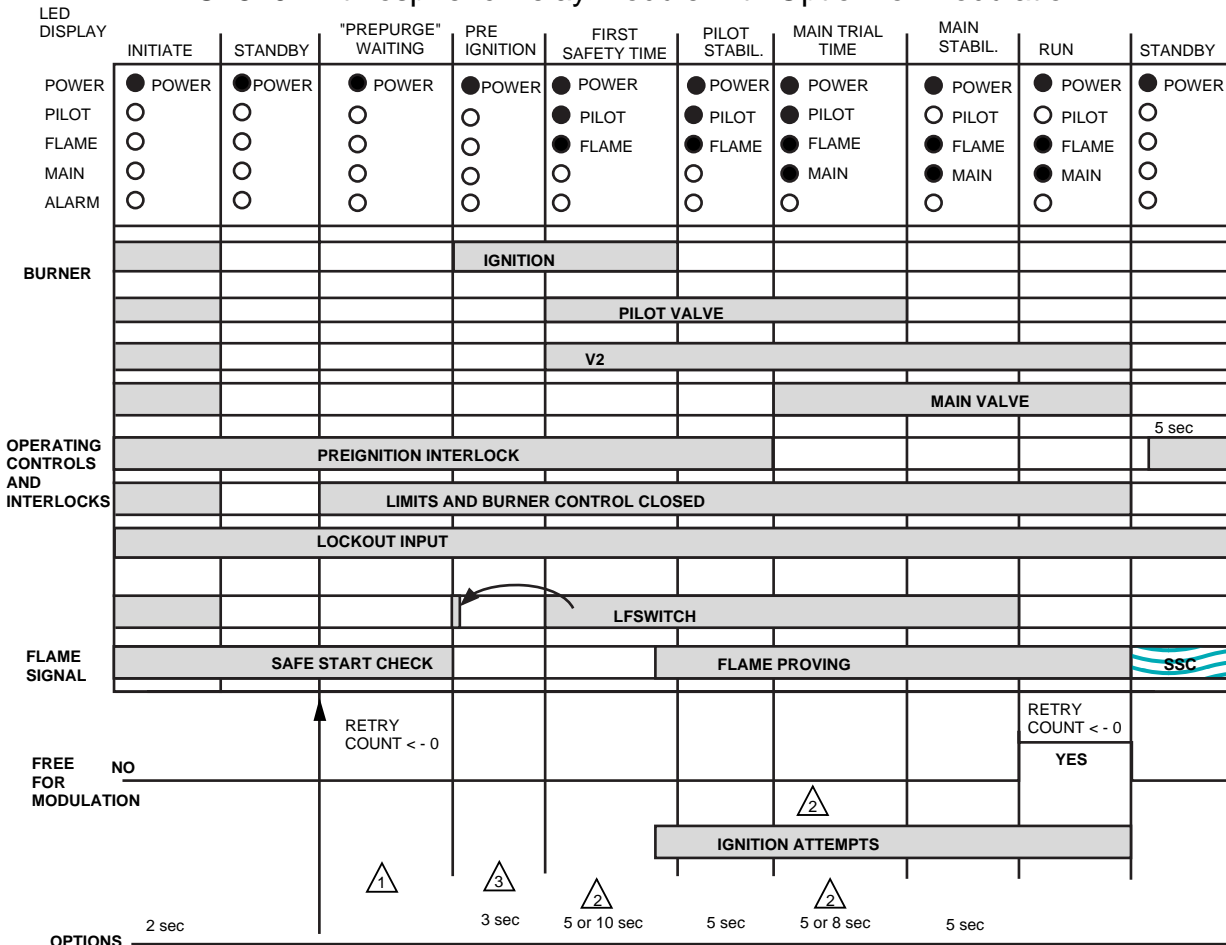 LED
DISPLAY
INITIATE STANDBY "PREPURGE" WAITING PRE IGNITION FIRST SAFETY TIME PILOT STABIL. MAIN TRIAL TIME MAIN STABIL. RUN STANDBY
POWER POWER POWER POWER POWER POWER POWER POWER POWER POWER POWER
PILOT PILOT PILOT PILOT PILOT PILOT
FLAME FLAME FLAME FLAME FLAME FLAME
MAIN MAIN MAIN MAIN
ALARM
BURNER
IGNITION
PILOT VALVE
V2
MAIN VALVE
5 sec
OPERATING
CONTROLS
AND
INTERLOCKS
PREIGNITION INTERLOCK
LIMITS AND BURNER CONTROL CLOSED
LOCKOUT INPUT
LFSWITCH
FLAME
SIGNAL
SAFE START CHECK FLAME PROVING SSC
RETRY
COUNT < - 0
RETRY
COUNT < - 0
FREE
FOR
MODULATION
NO YES
2
IGNITION ATTEMPTS
1 3 2 2
2 sec 3 sec 5 or 10 sec 5 sec 5 or 8 sec 5 sec
OPTIONS